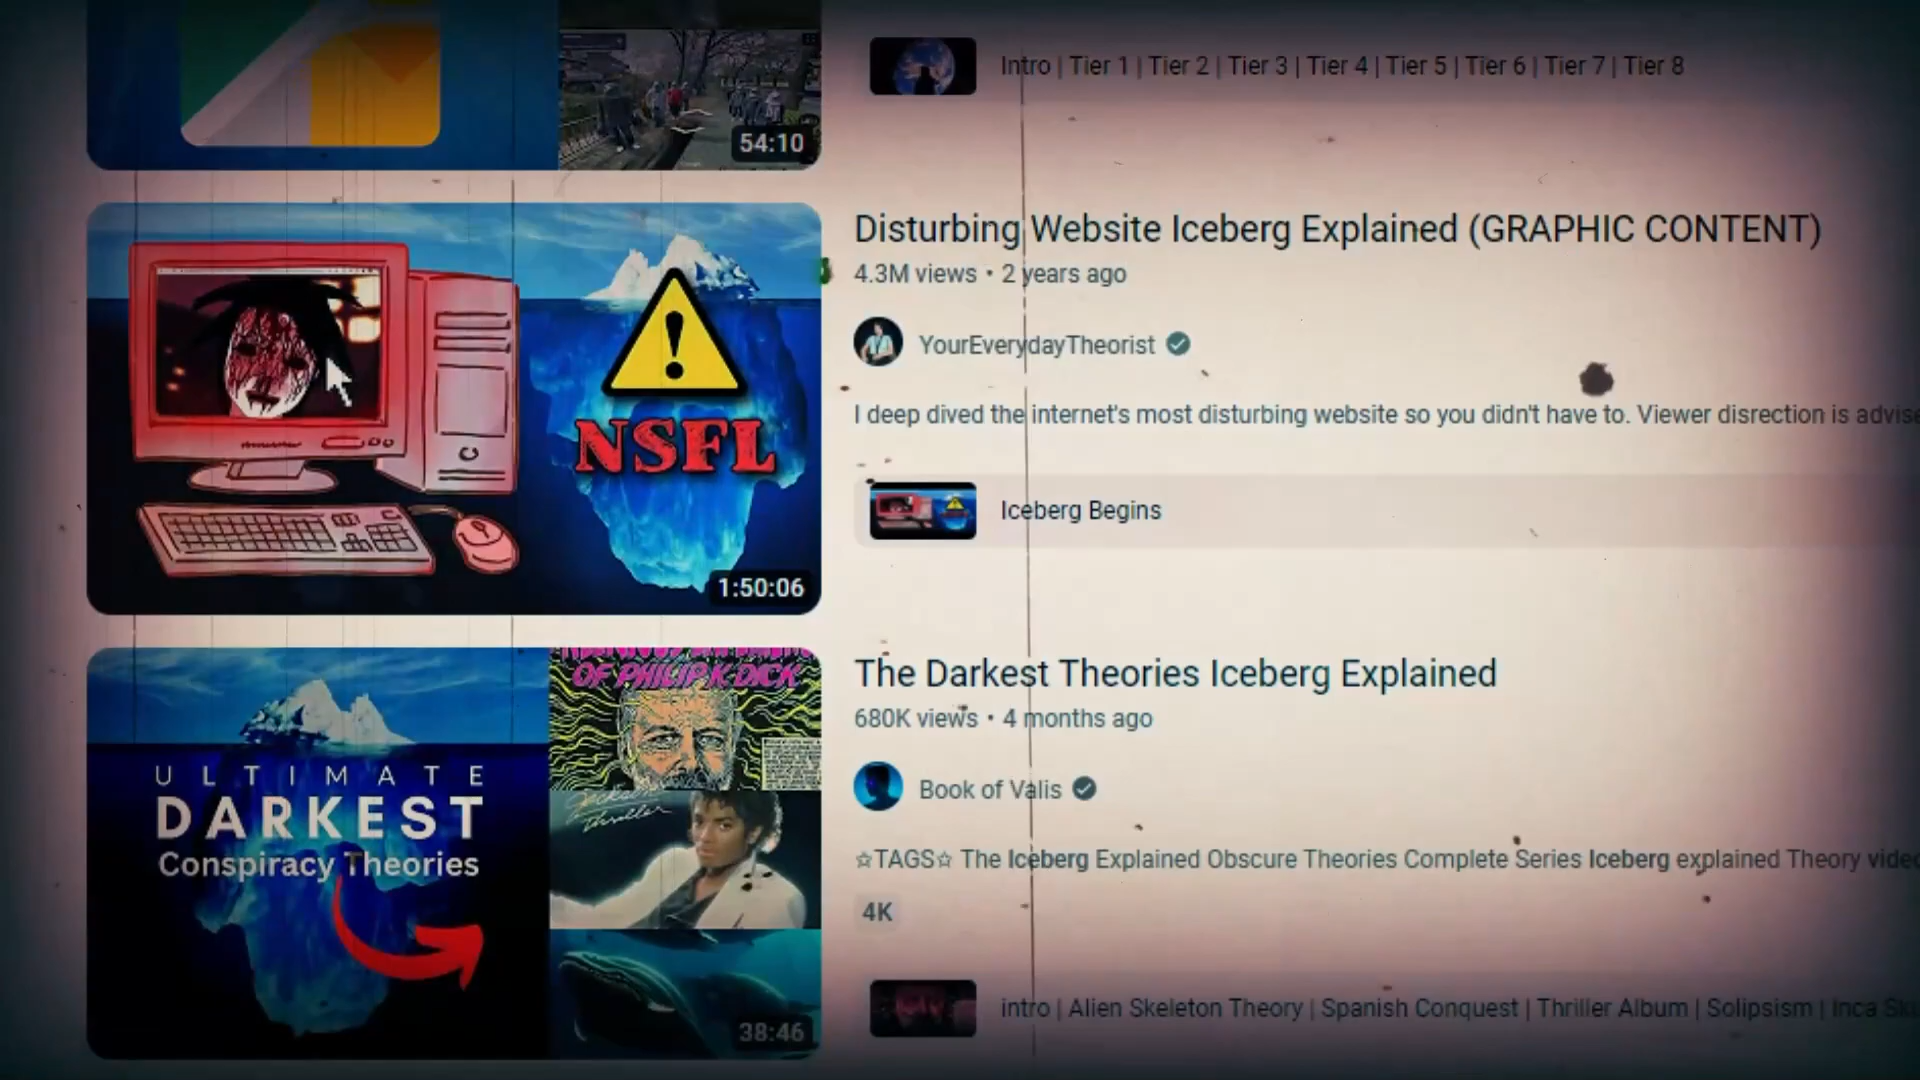 54:10
Intro | Tier 1 | Tier 2 | Tier 3 | Tier 4 | Tier 5 | Tier 6 | Tier 7 | Tier 8
NSFL
1:50:06
Disturbing Website Iceberg Explained (GRAPHIC CONTENT)
4.3M views • 2 years ago
YourEverydayTheorist
I deep dived the internet's most disturbing website so you didn't have to. Viewer disrection is advise
Iceberg Begins
ULTIMATE
DARKEST
Conspiracy Theories
OF PHILIP K DICK
Thriller
38:46
The Darkest Theories Iceberg Explained
680K views • 4 months ago
Book of Valis
☆TAGS☆ The Iceberg Explained Obscure Theories Complete Series Iceberg explained Theory vide
4K
intro | Alien Skeleton Theory | Spanish Conquest | Thriller Album | Solipsism | Inca